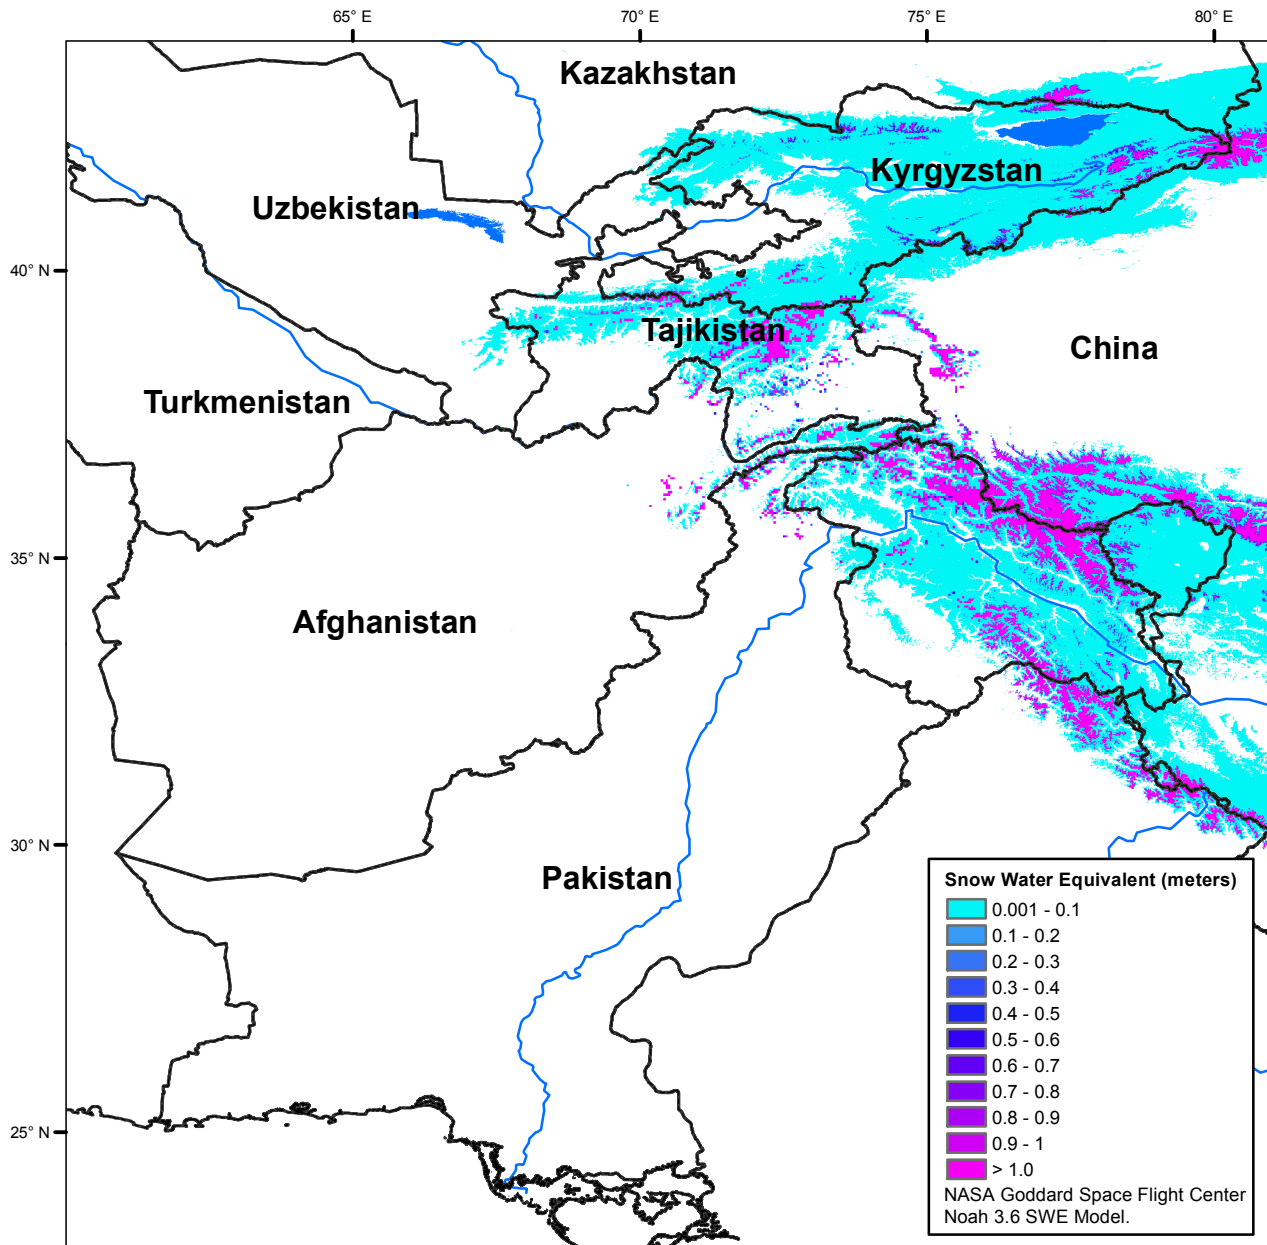 65° E
70° E
75° E
80° E
Kazakhstan
Kyrgyzstan
Uzbekistan
40° N
Tajikistan
China
Turkmenistan
35° N
Afghanistan
30° N
Pakistan
25° N
Snow Water Equivalent (meters)
0.001 - 0.1
0.1 - 0.2
0.2 - 0.3
0.3 - 0.4
0.4 - 0.5
0.5 - 0.6
0.6 - 0.7
0.7 - 0.8
0.8 - 0.9
0.9 - 1
> 1.0
NASA Goddard Space Flight Center
Noah 3.6 SWE Model.